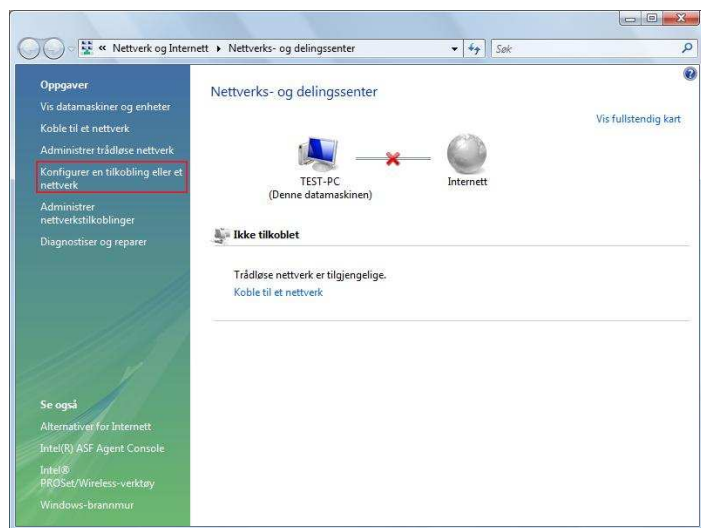 « Nettverk og Internett ▸ Nettverks- og delingssenter
Søk
Oppgaver
Vis datamaskiner og enheter
Koble til et nettverk
Administrer trådløse nettverk
Konfigurer en tilkobling eller et
nettverk
Administrer
nettverkstilkoblinger
Diagnostiser og reparer
Se også
Alternativer for Internett
Intel(R) ASF Agent Console
Intel®
PROSet/Wireless-verktøy
Windows-brannmur
Nettverks- og delingssenter
Vis fullstendig kart
TEST-PC
(Denne datamaskinen)
Internett
Ikke tilkoblet
Trådløse nettverk er tilgjengelige.
Koble til et nettverk